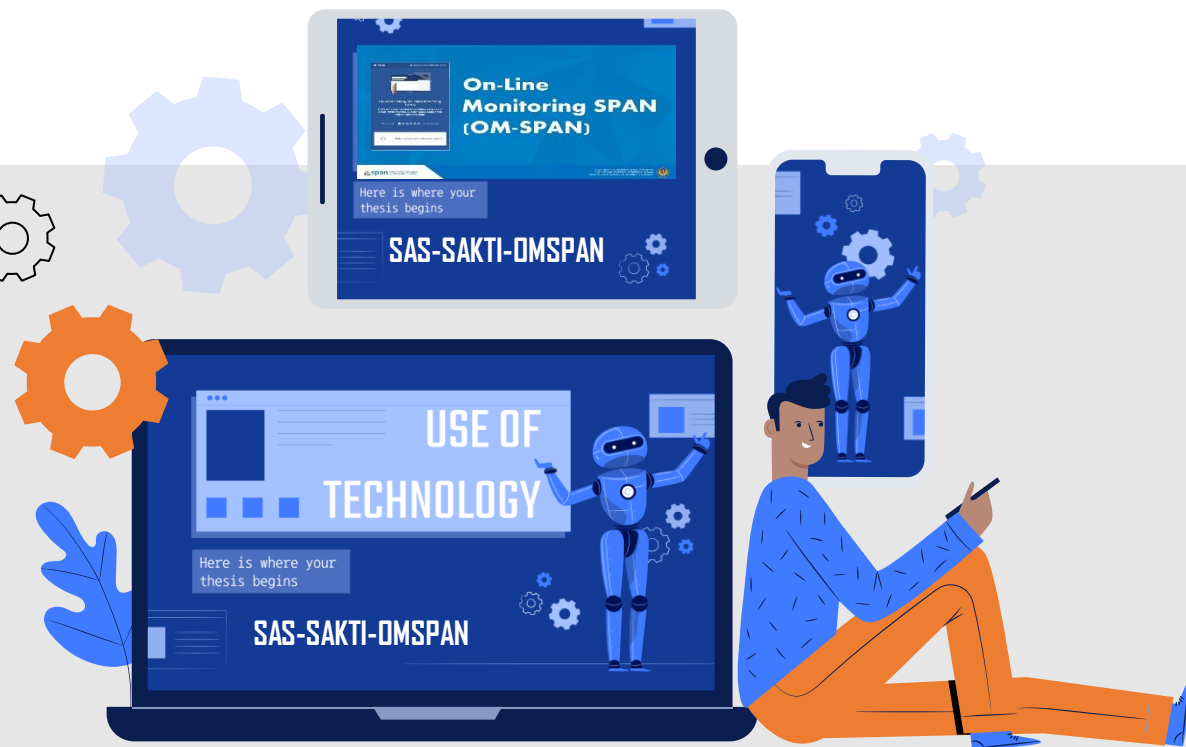 On-Line
Monitoring SPAN
(OM-SPAN)
span
Here is where your
thesis begins
SAS-SAKTI-OMSPAN
USE OF
TECHNOLOGY
Here is where your
thesis begins
SAS-SAKTI-OMSPAN